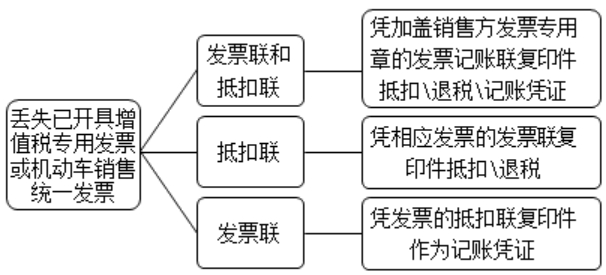 丢失已开具增
值税专用发票
或机动车销售
统一发票
发票联和
抵扣联
凭加盖销售方发票专用
章的发票记账联复印件
抵扣\退税\记账凭证
抵扣联
凭相应发票的发票联复
印件抵扣\退税
发票联
凭发票的抵扣联复印件
作为记账凭证